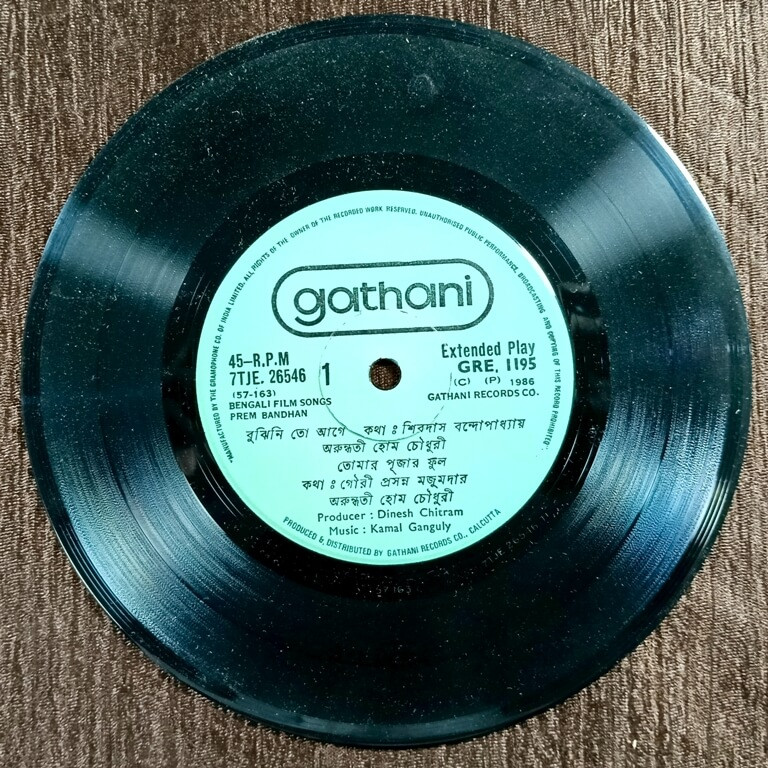 "MANUFACTURED BY THE GRAMOPHONE CO. OF INDIA LIMITED. ALL RIGHTS OF THE OWNER OF THE RECORDED WORK RESERVED. UNAUTHORISED PUBLIC PERFORMANCE, BROADCASTING AND COPYING OF THIS RECORD PROHIBITED"
gathani
45-R.P.M
7TJE. 26546
1
(57-163)
BENGALI FILM SONGS
PREM BANDHAN
Extended Play
GRE, 1195
(C) (P) 1986
GATHANI RECORDS CO.
বুঝিনি তো আগে কথা : শিবদাস বন্দোপাধ্যায়
অরুন্ধতী হোম চৌধুরী
তোমার পূজার ফুল
কথা : গৌরী প্রসন্ন মজুমদার
অরুন্ধতী হোম চৌধুরী
Producer : Dinesh Chitram
Music : Kamal Ganguly
PRODUCED &, DISTRIBUTED BY GATHANI RECORDS CO., CALCUTTA